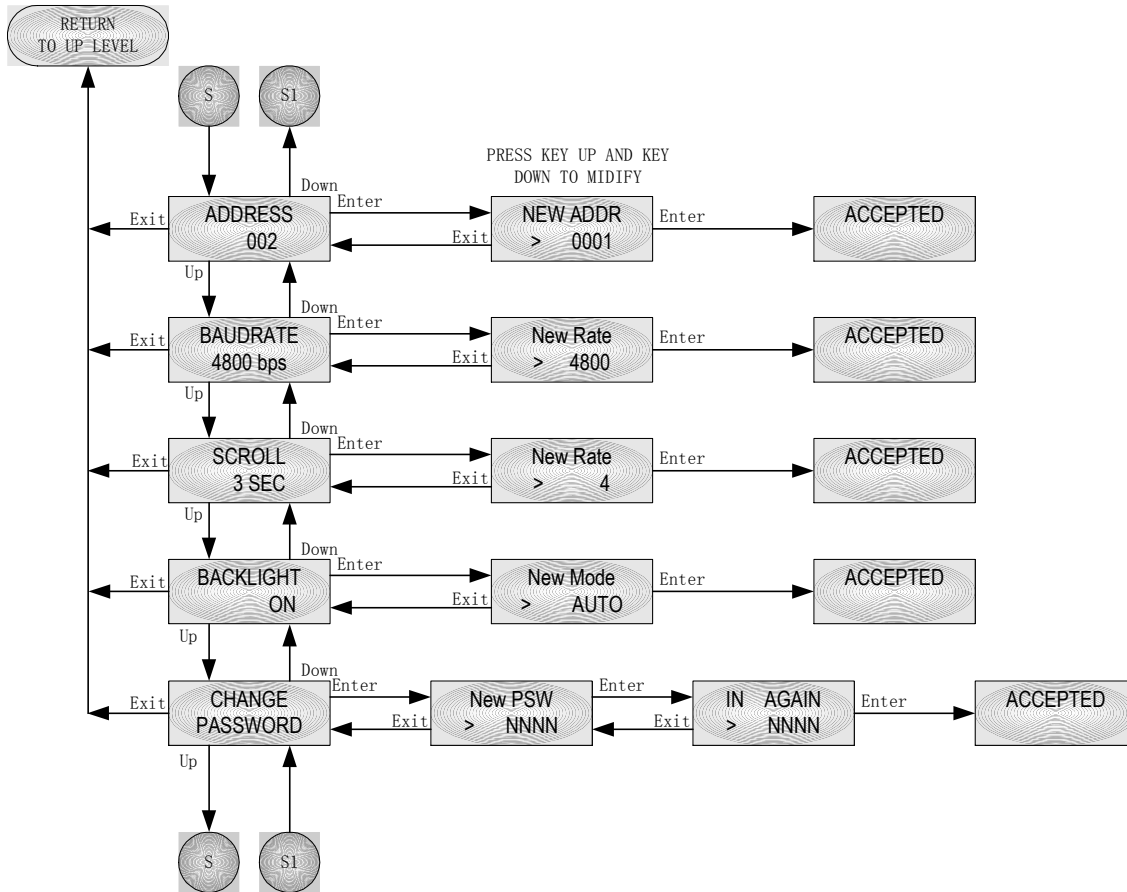 RETURN
TO UP LEVEL
S
S1
PRESS KEY UP AND KEY
DOWN TO MIDIFY
Down
Enter
Enter
Exit
ADDRESS
002
Exit
NEW ADDR
> 0001
ACCEPTED
Up
Down
Enter
Enter
Exit
BAUDRATE
4800 bps
Exit
New Rate
> 4800
ACCEPTED
Up
Down
Enter
Enter
Exit
SCROLL
3 SEC
Exit
New Rate
> 4
ACCEPTED
Up
Down
Enter
Enter
Exit
BACKLIGHT
ON
Exit
New Mode
> AUTO
ACCEPTED
Up
Down
Enter
Enter
Enter
Exit
CHANGE
PASSWORD
Exit
New PSW
> NNNN
Exit
IN AGAIN
> NNNN
ACCEPTED
Up
S
S1